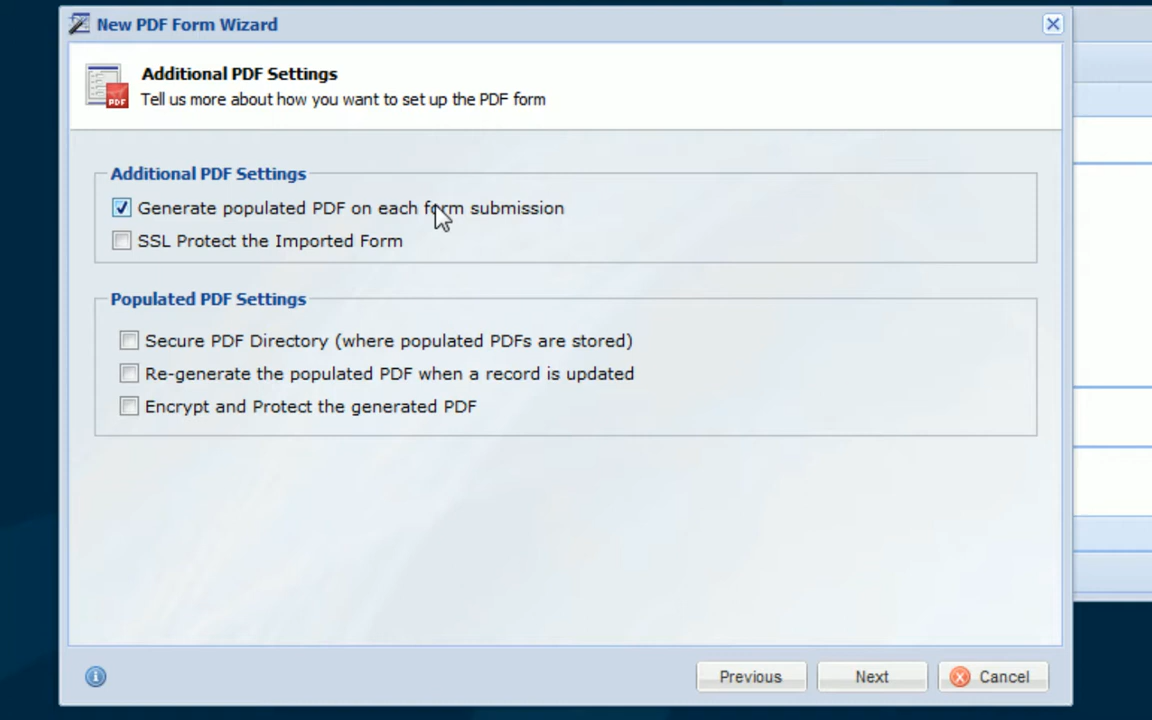 New PDF Form Wizard
Additional PDF Settings
Tell us more about how you want to set up the PDF form
PDF
Additional PDF Settings
Generate populated PDF on each form submission
SSL Protect the Imported Form
Populated PDF Settings
Secure PDF Directory (where populated PDFs are stored)
Re-generate the populated PDF when a record is updated
Encrypt and Protect the generated PDF
Previous
Next
Cancel